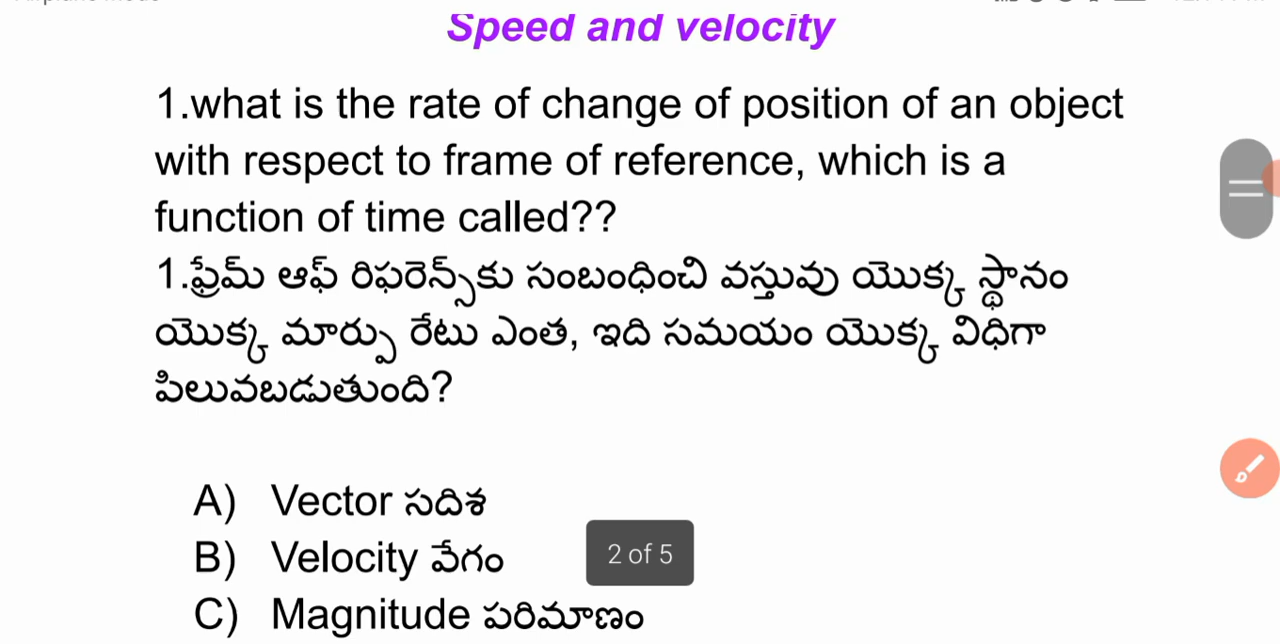 Speed and velocity
1.what is the rate of change of position of an object
with respect to frame of reference, which is a
function of time called??
1.ఫ్రేమ్ ఆఫ్ రిఫరెన్స్‌కు సంబంధించి వస్తువు యొక్క స్థానం
యొక్క మార్పు రేటు ఎంత, ఇది సమయం యొక్క విధిగా
పిలువబడుతుంది?
A) Vector సదిశ
B) Velocity వేగం
2 of 5
C) Magnitude పరిమాణం